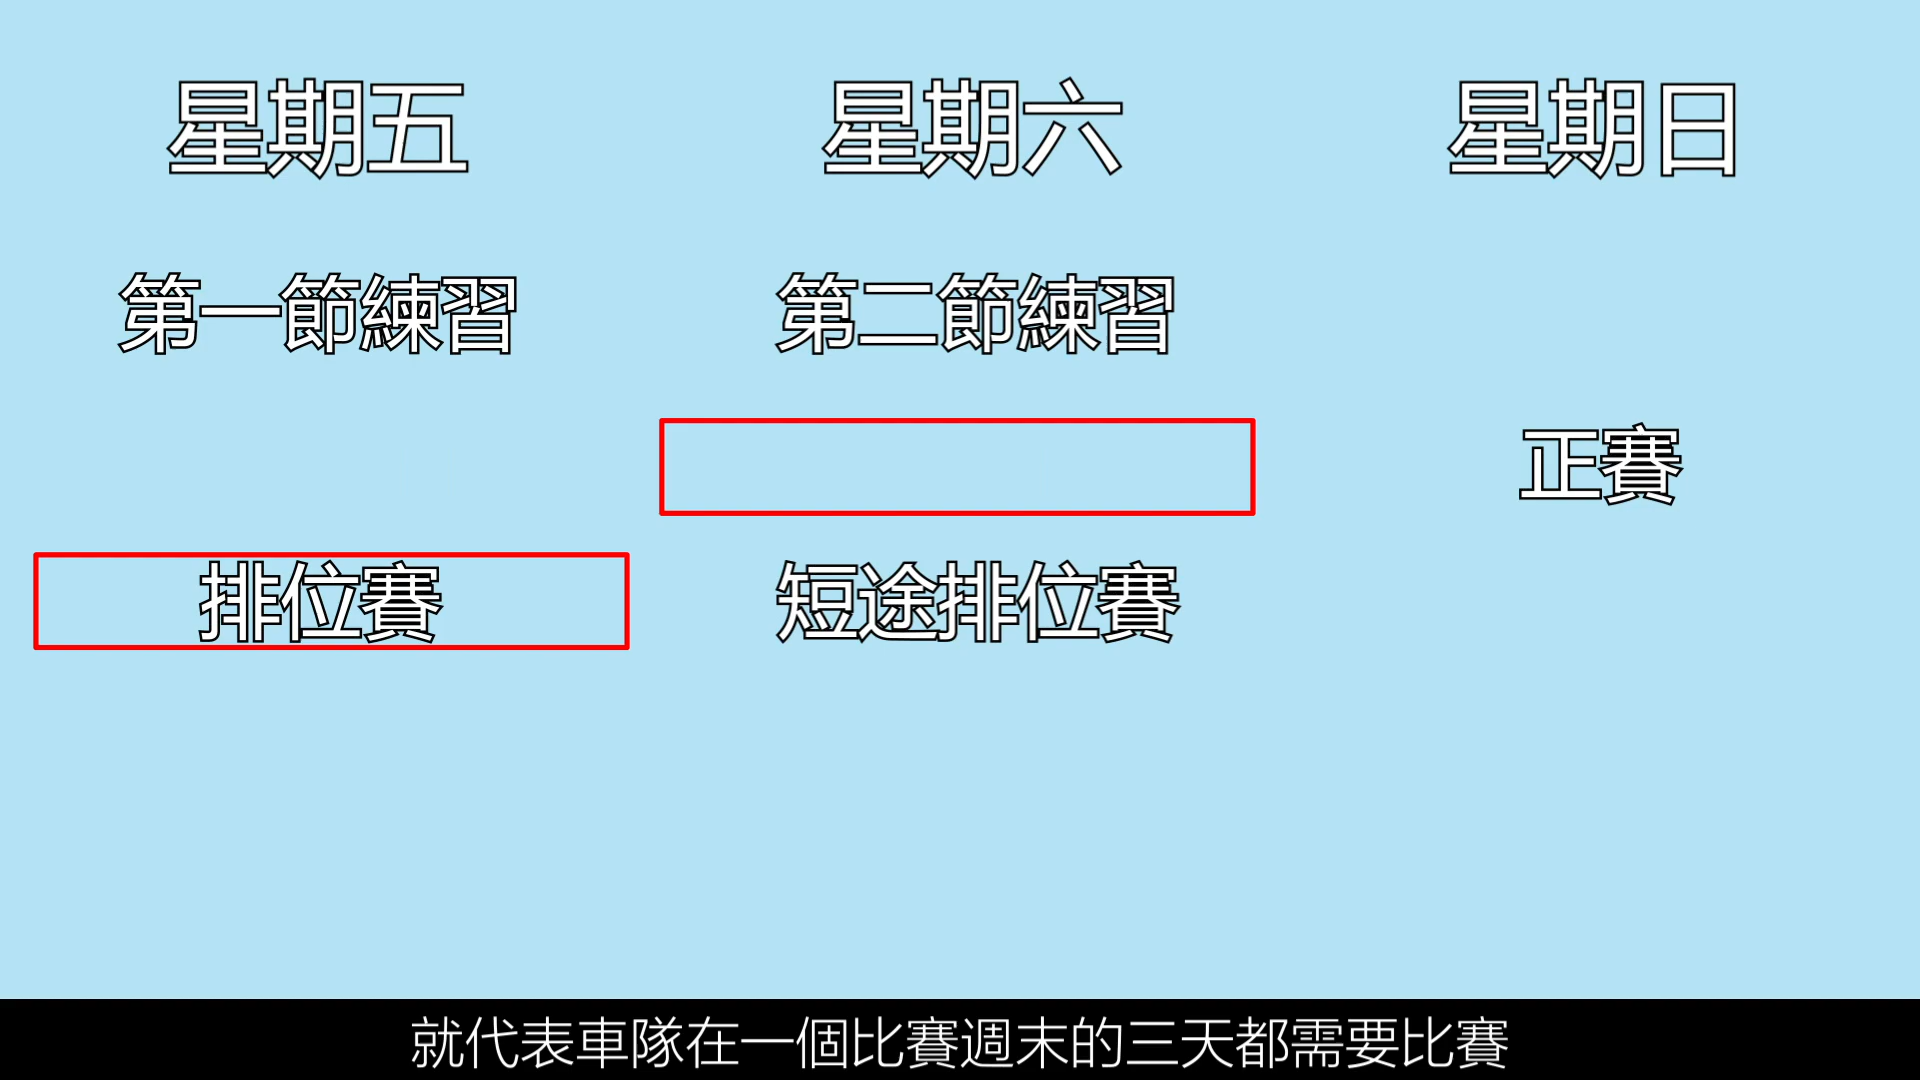 星期五 星期六 星期日
第一節練習 第二節練習
正賽
排位賽 短途排位賽
就代表車隊在一個比賽週末的三天都需要比賽